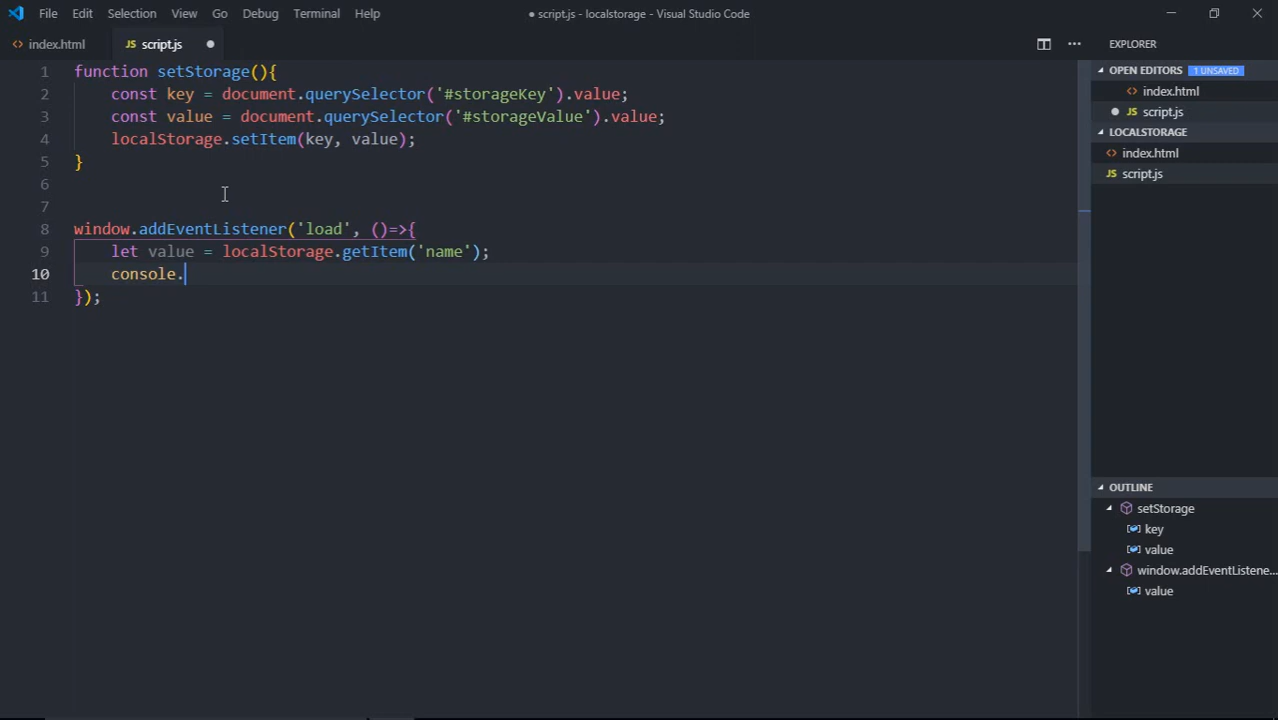 File Edit Selection View Go Debug Terminal Help
● script.js - localstorage - Visual Studio Code
<> index.html
JS script.js ●
EXPLORER
1 function setStorage(){
2 const key = document.querySelector('#storageKey').value;
3 const value = document.querySelector('#storageValue').value;
4 localStorage.setItem(key, value);
5 }
6
7
8 window.addEventListener('load', ()=>{
9 let value = localStorage.getItem('name');
10 console.
11 });
OPEN EDITORS 1 UNSAVED
<> index.html
● JS script.js
LOCALSTORAGE
<> index.html
JS script.js
OUTLINE
setStorage
key
value
window.addEventListene...
value